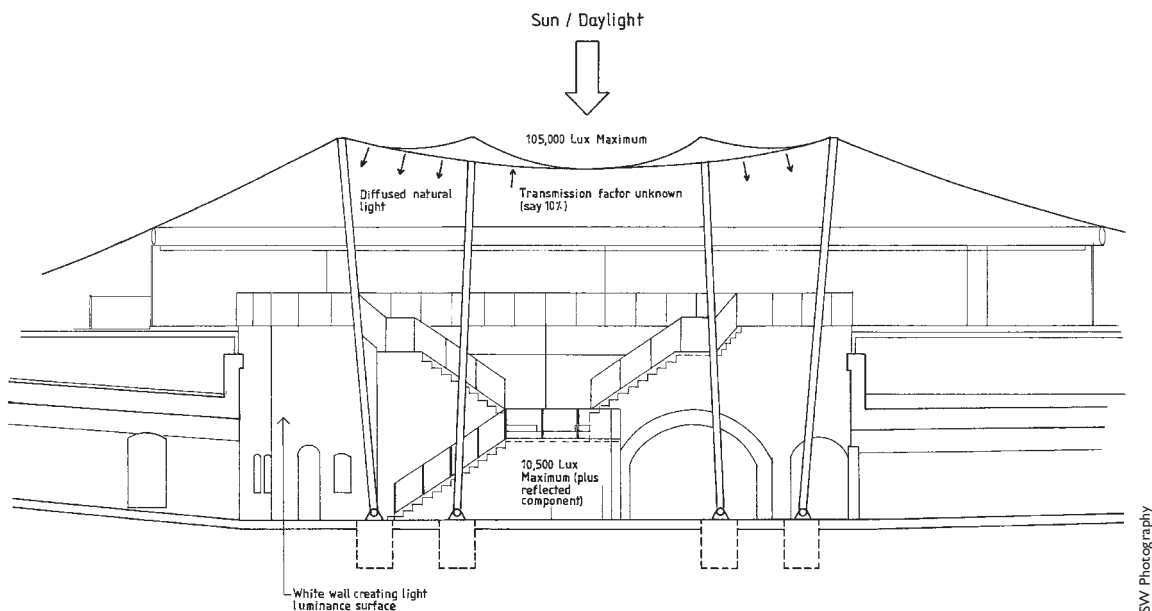 Sun / Daylight
105,000 Lux Maximum
Diffused natural
light
Transmission factor unknown
(say 10%)
10,500 Lux
Maximum (plus
reflected
component)
White wall creating light
luminance surface
SW Photography